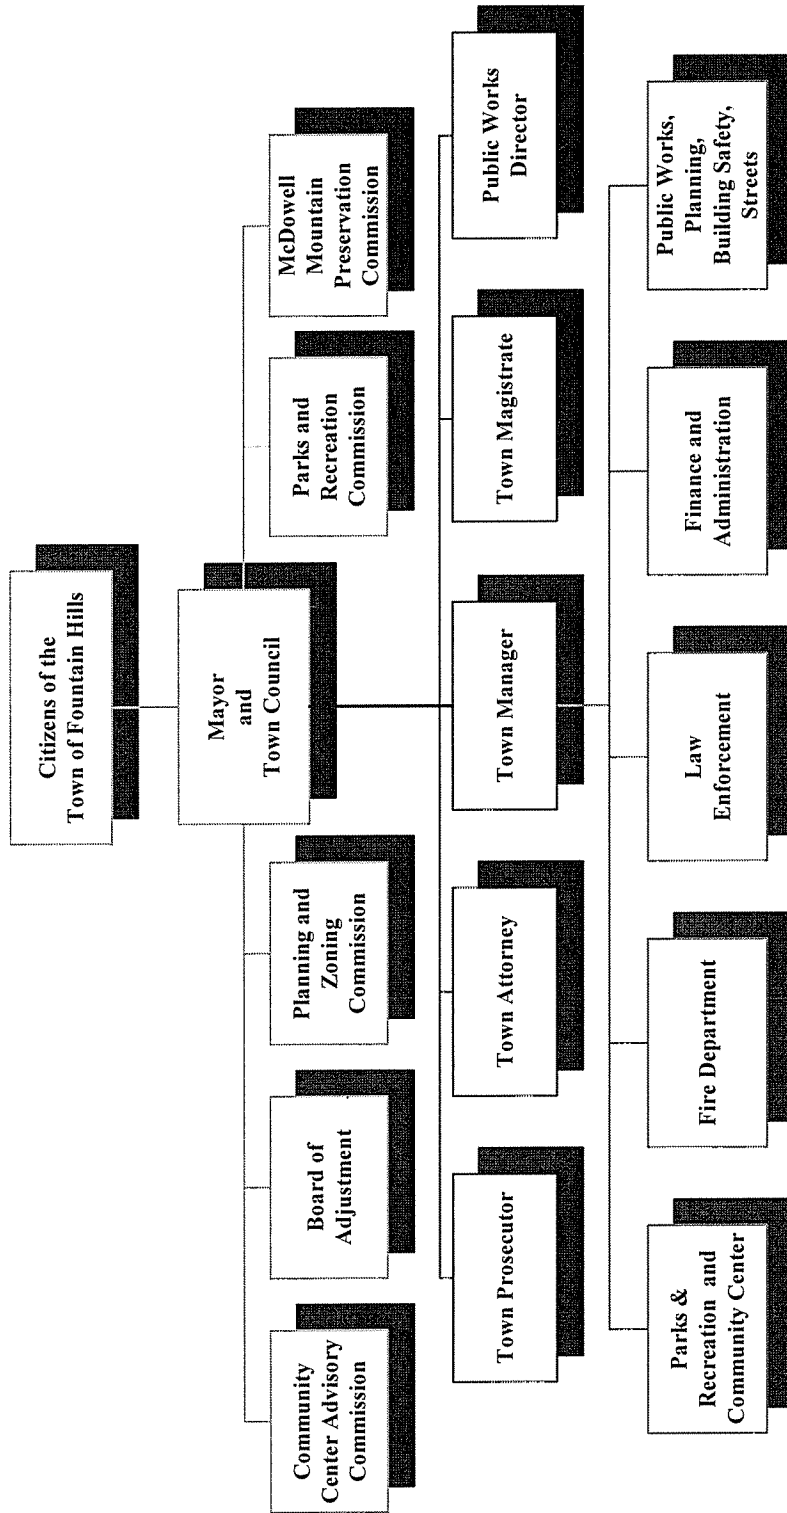 Citizens of the
Town of Fountain Hills
Mayor
and
Town Council
Community
Center Advisory
Commission
Board of
Adjustment
Planning and
Zoning
Commission
Parks and
Recreation
Commission
McDowell
Mountain
Preservation
Commission
Town Prosecutor
Town Attorney
Town Manager
Town Magistrate
Public Works
Director
Parks &
Recreation and
Community Center
Fire Department
Law
Enforcement
Finance and
Administration
Public Works,
Planning,
Building Safety,
Streets